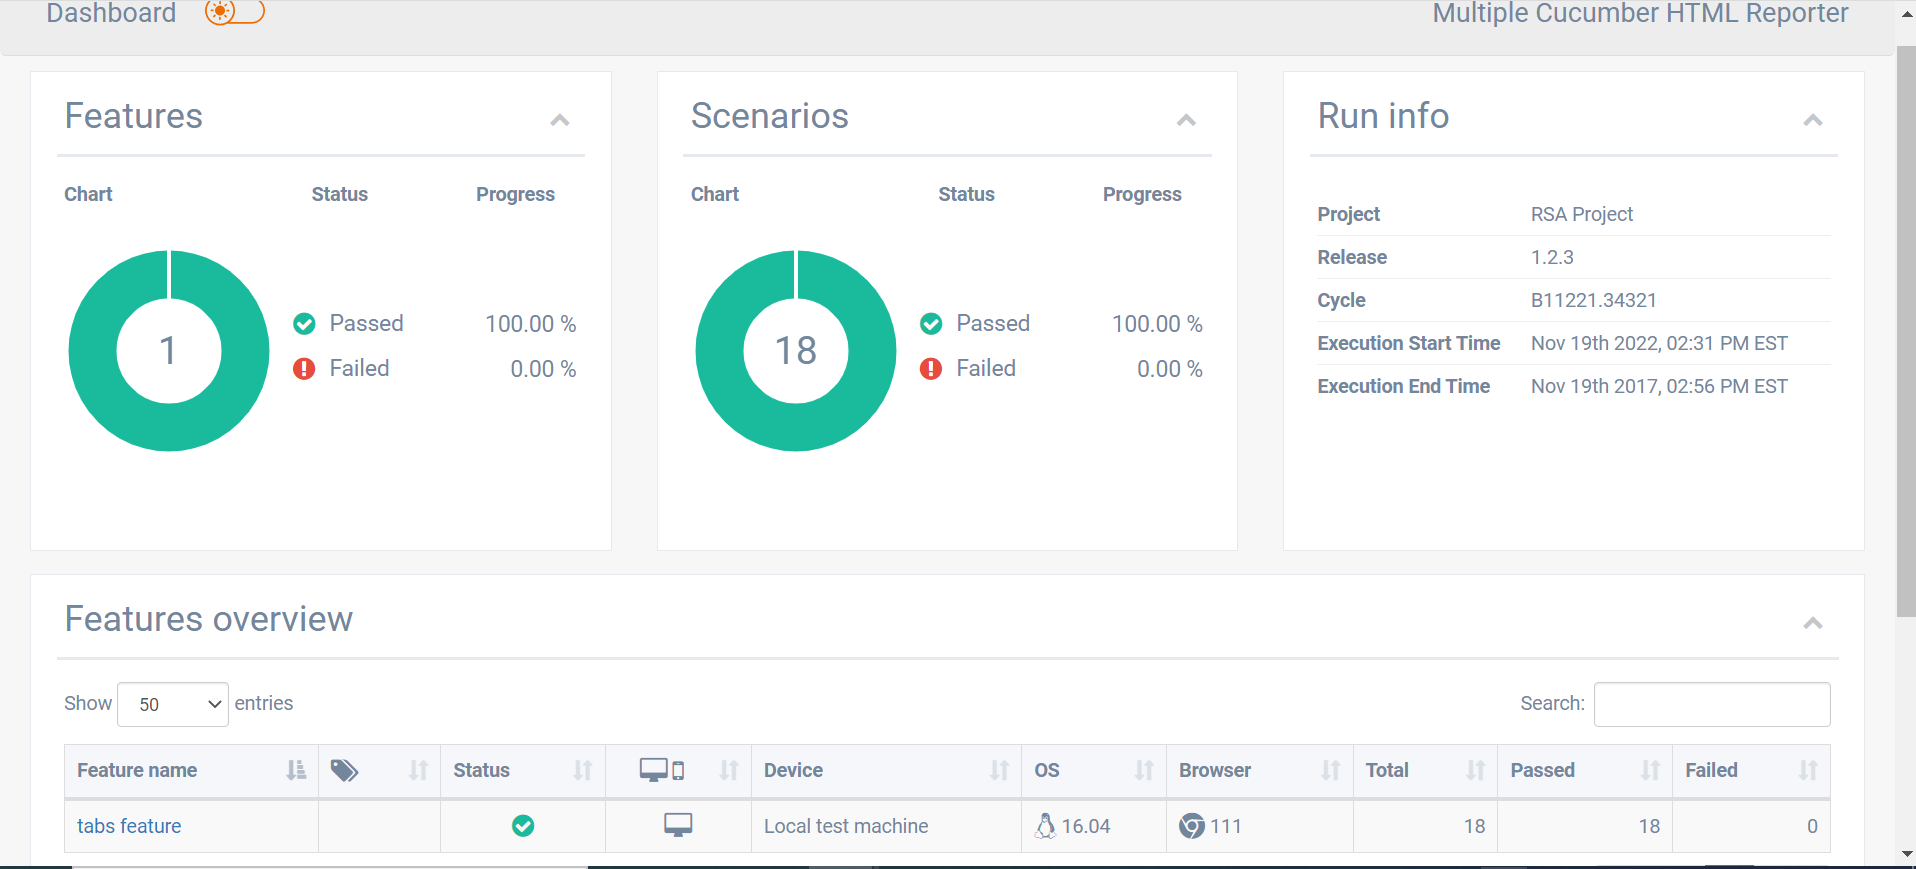 Dashboard
Multiple Cucumber HTML Reporter
Features
Chart Status Progress
1
Passed 100.00 %
Failed 0.00 %
Scenarios
Chart Status Progress
18
Passed 100.00 %
Failed 0.00 %
Run info
Project RSA Project
Release 1.2.3
Cycle B11221.34321
Execution Start Time Nov 19th 2022, 02:31 PM EST
Execution End Time Nov 19th 2017, 02:56 PM EST
Features overview
Show 50 entries Search:
Feature name Status Device OS Browser Total Passed Failed
tabs feature Local test machine 16.04 111 18 18 0